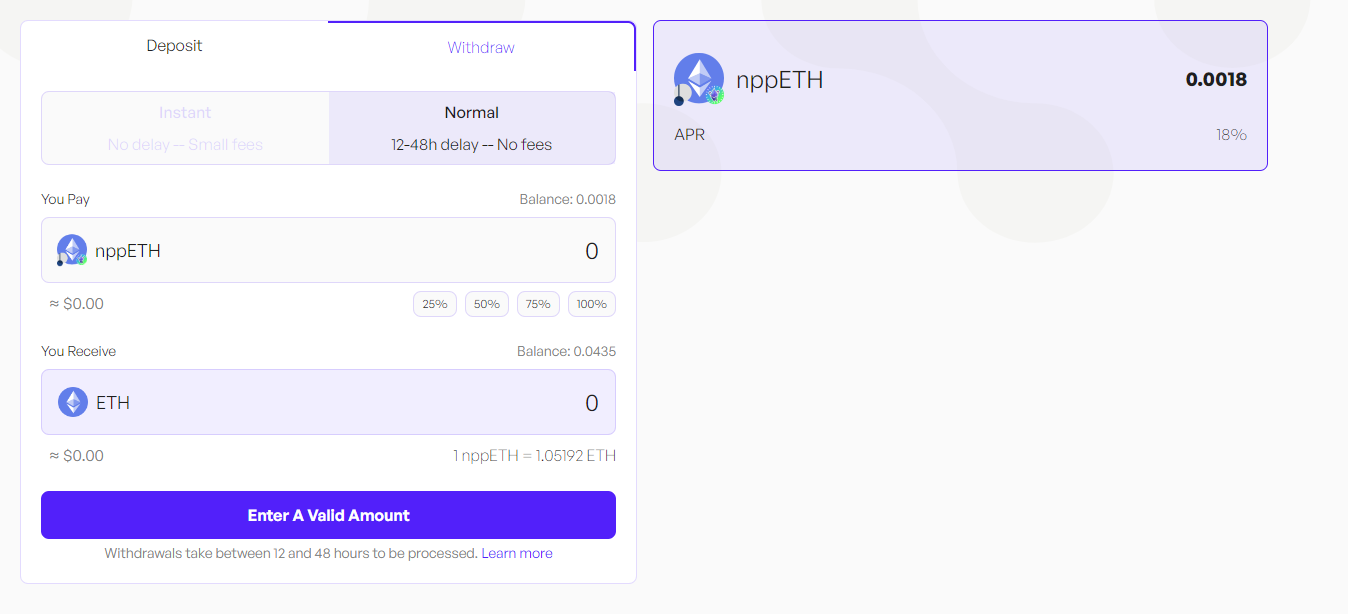 Deposit
Withdraw
Instant
No delay -- Small fees
Normal
12-48h delay -- No fees
You Pay
Balance: 0.0018
nppETH
0
≈ $0.00
25%
50%
75%
100%
You Receive
Balance: 0.0435
ETH
0
≈ $0.00
1 nppETH = 1.05192 ETH
Enter A Valid Amount
Withdrawals take between 12 and 48 hours to be processed. Learn more
nppETH
0.0018
APR
18%